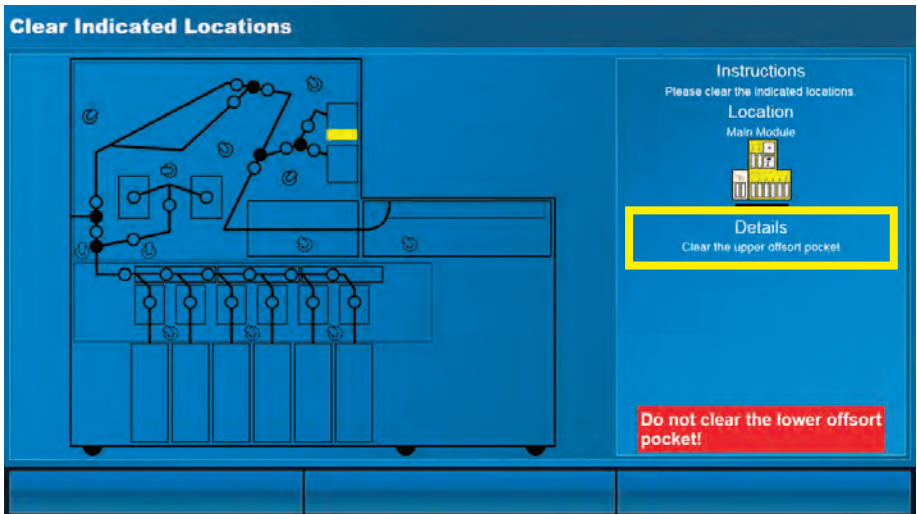 Clear Indicated Locations
Instructions
Please clear the indicated locations.
Location
Main Module
Details
Clear the upper offsort pocket
Do not clear the lower offsort
pocket!